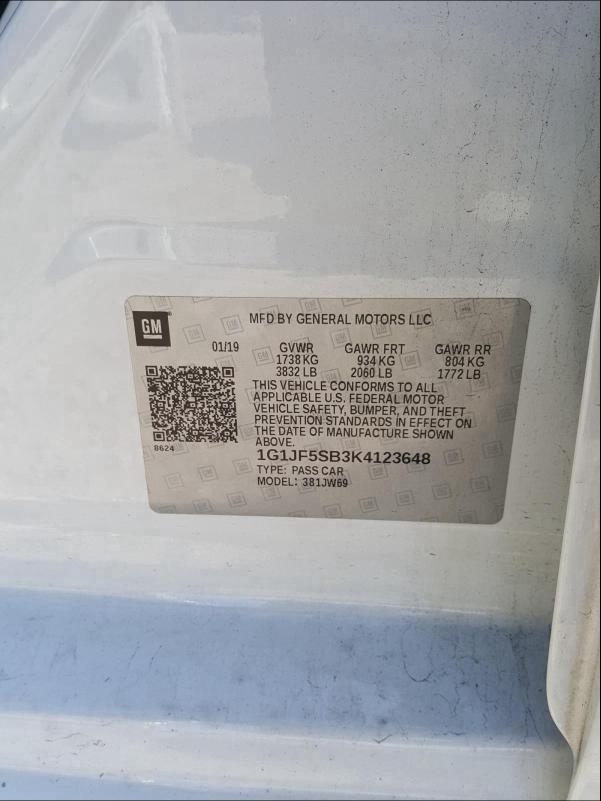 GM
MFD BY GENERAL MOTORS LLC
01/19 GVWR GAWR FRT GAWR RR
1738 KG 934 KG 804 KG
3832 LB 2060 LB 1772 LB
THIS VEHICLE CONFORMS TO ALL
APPLICABLE U.S. FEDERAL MOTOR
VEHICLE SAFETY, BUMPER, AND THEFT
PREVENTION STANDARDS IN EFFECT ON
THE DATE OF MANUFACTURE SHOWN
ABOVE.
8624
1G1JF5SB3K4123648
TYPE: PASS CAR
MODEL: 381JW69